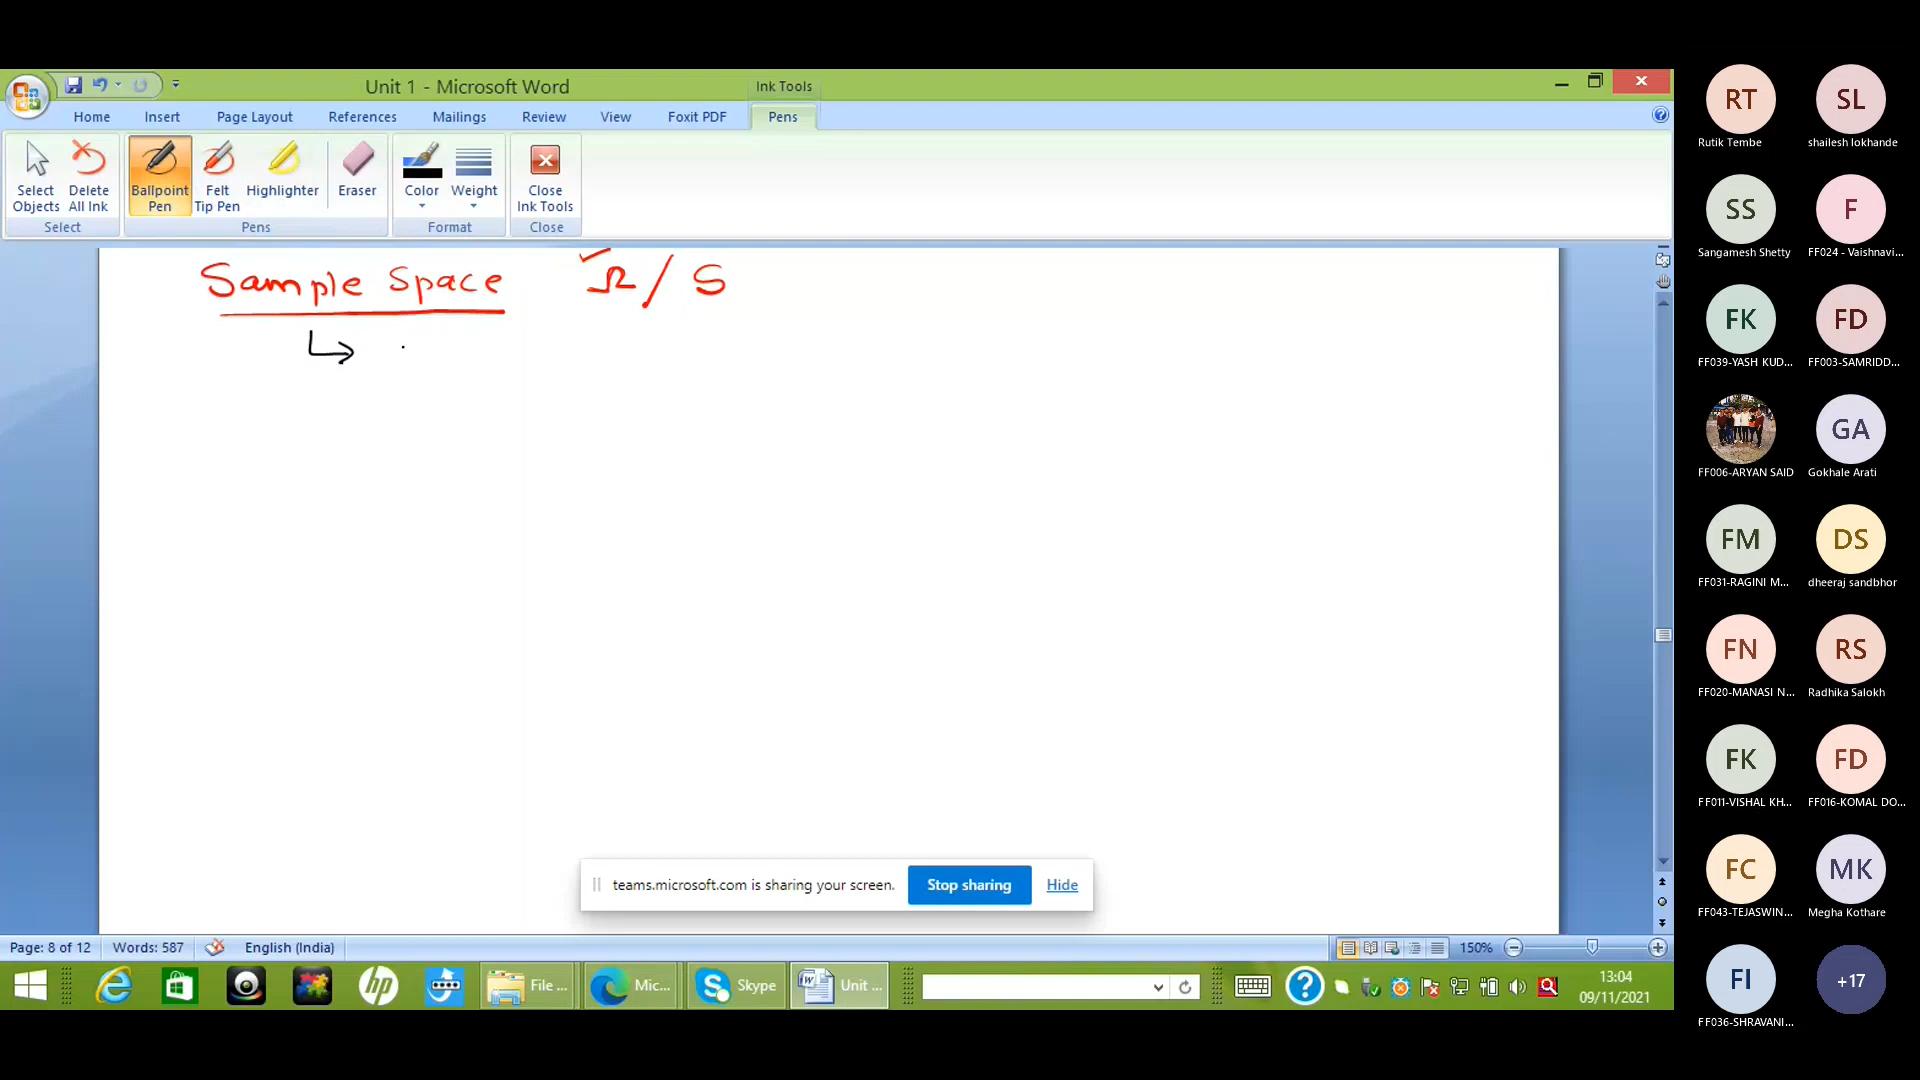 Unit 1 - Microsoft Word
Ink Tools
Home Insert Page Layout References Mailings Review View Foxit PDF Pens
Select Objects
Delete All Ink
Ballpoint Pen
Felt Tip Pen
Highlighter
Eraser
Color
Weight
Close Ink Tools
Select Pens Format Close
Sample Space Ω / S
teams.microsoft.com is sharing your screen. Stop sharing Hide
Page: 8 of 12 Words: 587 English (India) 150%
hp File ... Mic... Skype Unit ... 13:04
09/11/2021
RT SL
Rutik Tembe shailesh lokhande
SS F
Sangamesh Shetty FF024 - Vaishnavi...
FK FD
FF039-YASH KUD... FF003-SAMRIDD...
GA
FF006-ARYAN SAID Gokhale Arati
FM DS
FF031-RAGINI M... dheeraj sandbhor
FN RS
FF020-MANASI N... Radhika Salokh
FK FD
FF011-VISHAL KH... FF016-KOMAL DO...
FC MK
FF043-TEJASWIN... Megha Kothare
FI +17
FF036-SHRAVANI...